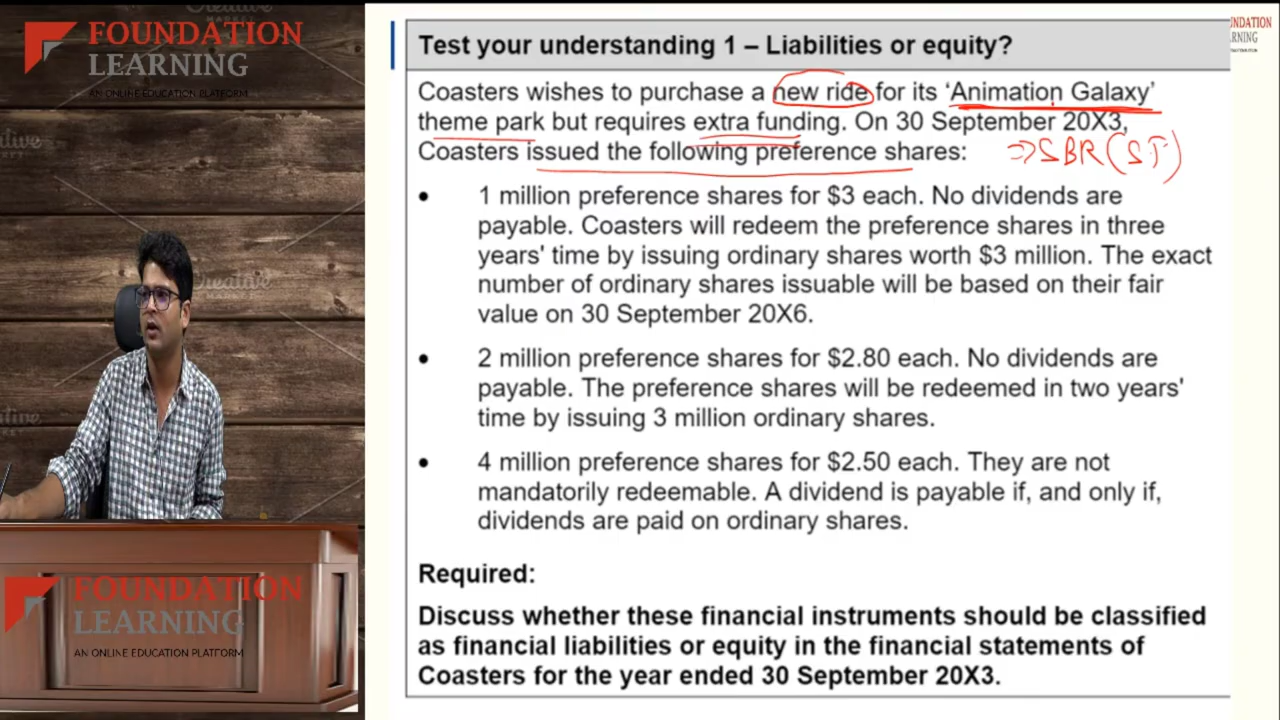 FOUNDATION
LEARNING
AN ONLINE EDUCATION PLATFORM
Test your understanding 1 – Liabilities or equity?
Coasters wishes to purchase a new ride for its ‘Animation Galaxy’
theme park but requires extra funding. On 30 September 20X3,
Coasters issued the following preference shares:
⇒ SBR (ST)
• 1 million preference shares for $3 each. No dividends are
payable. Coasters will redeem the preference shares in three
years' time by issuing ordinary shares worth $3 million. The exact
number of ordinary shares issuable will be based on their fair
value on 30 September 20X6.
• 2 million preference shares for $2.80 each. No dividends are
payable. The preference shares will be redeemed in two years'
time by issuing 3 million ordinary shares.
• 4 million preference shares for $2.50 each. They are not
mandatorily redeemable. A dividend is payable if, and only if,
dividends are paid on ordinary shares.
Required:
Discuss whether these financial instruments should be classified
as financial liabilities or equity in the financial statements of
Coasters for the year ended 30 September 20X3.
FOUNDATION
LEARNING
AN ONLINE EDUCATION PLATFORM